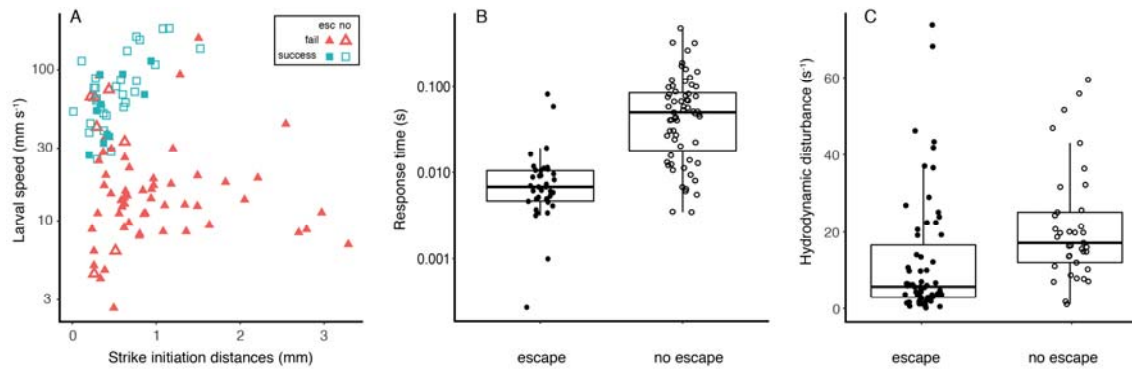 A
esc no
fail
success
100
30
10
3
Larval speed (mm s⁻¹)
0
1
2
3
Strike initiation distances (mm)
B
0.100
0.010
0.001
Response time (s)
escape
no escape
C
60
40
20
0
Hydrodynamic disturbance (s⁻¹)
escape
no escape